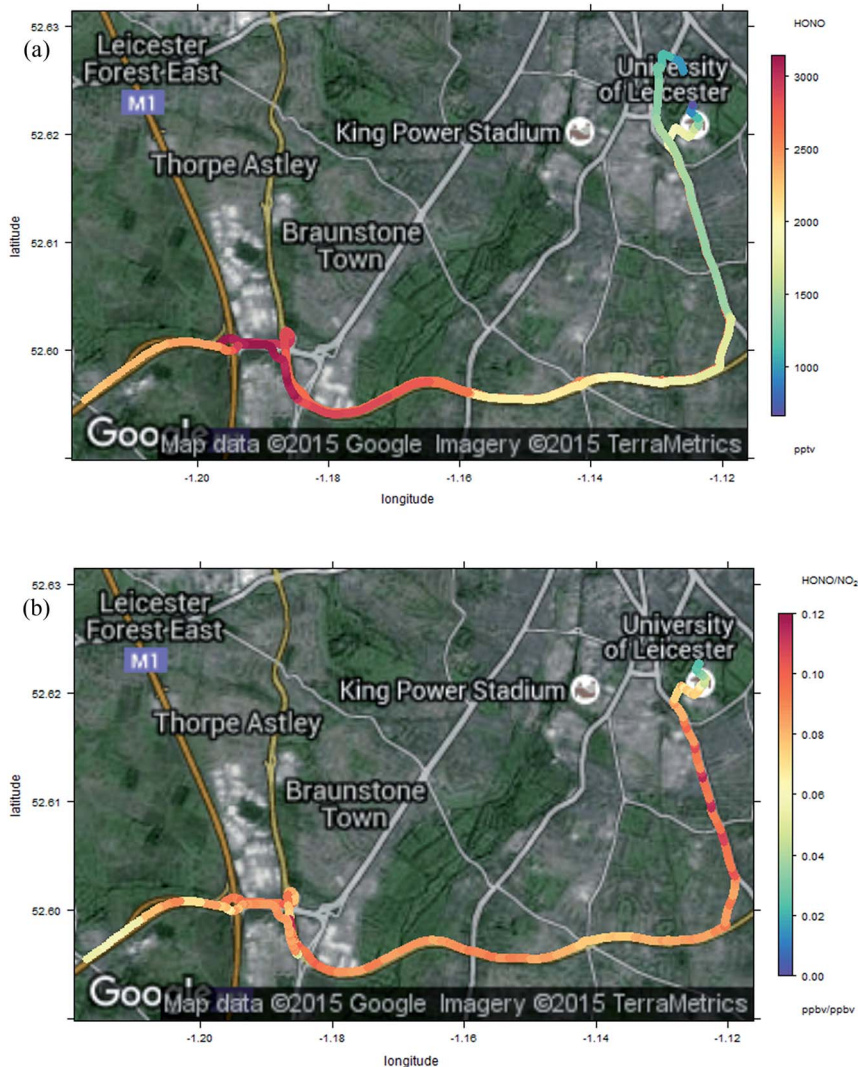 (a)
HONO
Leicester
Forest East
M1
University
of Leicester
King Power Stadium
Thorpe Astley
Braunstone
Town
Goo
Map data ©2015 Google Imagery ©2015 TerraMetrics
52.63
52.62
52.61
52.60
latitude
-1.20
-1.18
-1.16
-1.14
-1.12
longitude
3000
2500
2000
1500
1000
pptv
(b)
HONO/NO₂
Leicester
Forest East
M1
University
of Leicester
King Power Stadium
Thorpe Astley
Braunstone
Town
Goo
Map data ©2015 Google Imagery ©2015 TerraMetrics
52.63
52.62
52.61
52.60
latitude
-1.20
-1.18
-1.16
-1.14
-1.12
longitude
0.12
0.10
0.08
0.06
0.04
0.02
0.00
ppbv/ppbv